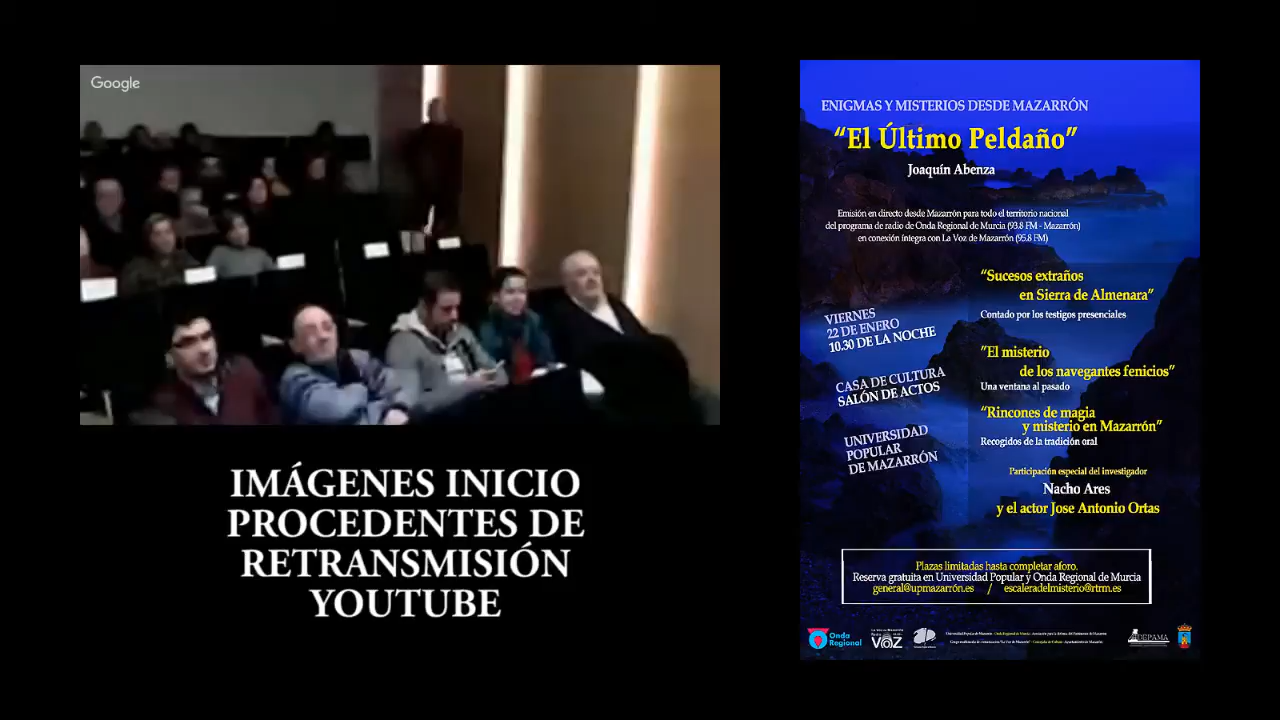 Google
IMÁGENES INICIO
PROCEDENTES DE
RETRANSMISIÓN
YOUTUBE
ENIGMAS Y MISTERIOS DESDE MAZARRÓN
“El Último Peldaño”
Joaquín Abenza
Emisión en directo desde Mazarrón para todo el territorio nacional
del programa de radio de Onda Regional de Murcia (93.8 FM - Mazarrón)
en conexión íntegra con La Voz de Mazarrón (95.8 FM)
“Sucesos extraños
en Sierra de Almenara”
Contado por los testigos presenciales
VIERNES
22 DE ENERO
10.30 DE LA NOCHE
“El misterio
de los navegantes fenicios”
Una ventana al pasado
CASA DE CULTURA
SALÓN DE ACTOS
“Rincones de magia
y misterio en Mazarrón”
Recogidos de la tradición oral
UNIVERSIDAD
POPULAR
DE MAZARRÓN
Participación especial del investigador
Nacho Ares
y el actor Jose Antonio Ortas
Plazas limitadas hasta completar aforo.
Reserva gratuita en Universidad Popular y Onda Regional de Murcia
general@upmazarrón.es / escaleradelmisterio@rtrm.es
Onda
Regional
VOZ